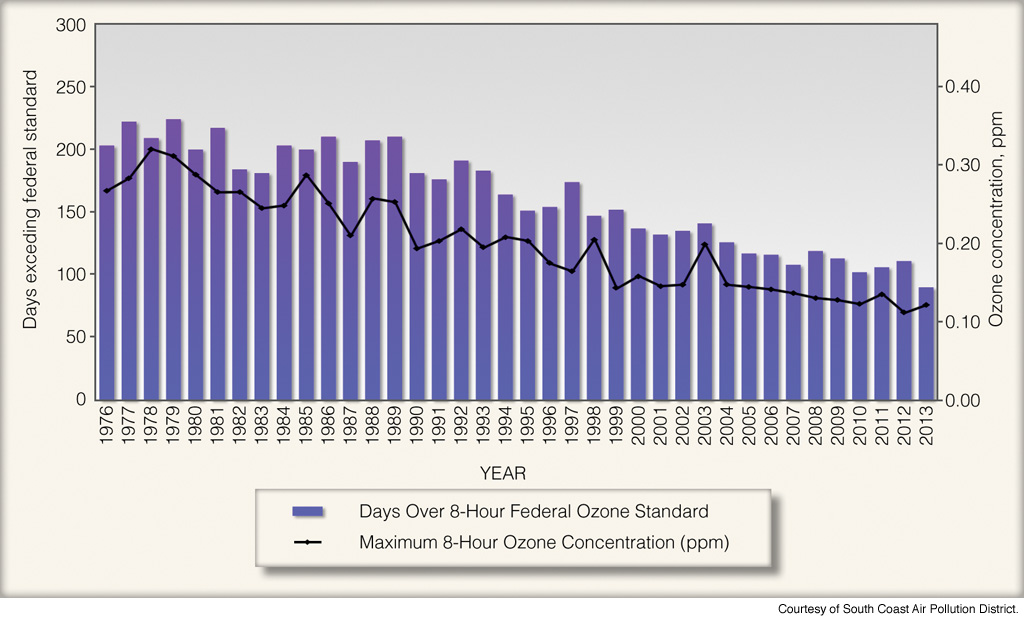 300
250
200
150
100
50
0
Days exceeding federal standard
0.40
0.30
0.20
0.10
0.00
Ozone concentration, ppm
1976 1977 1978 1979 1980 1981 1982 1983 1984 1985 1986 1987 1988 1989 1990 1991 1992 1993 1994 1995 1996 1997 1998 1999 2000 2001 2002 2003 2004 2005 2006 2007 2008 2009 2010 2011 2012 2013
YEAR
Days Over 8-Hour Federal Ozone Standard
Maximum 8-Hour Ozone Concentration (ppm)
Courtesy of South Coast Air Pollution District.